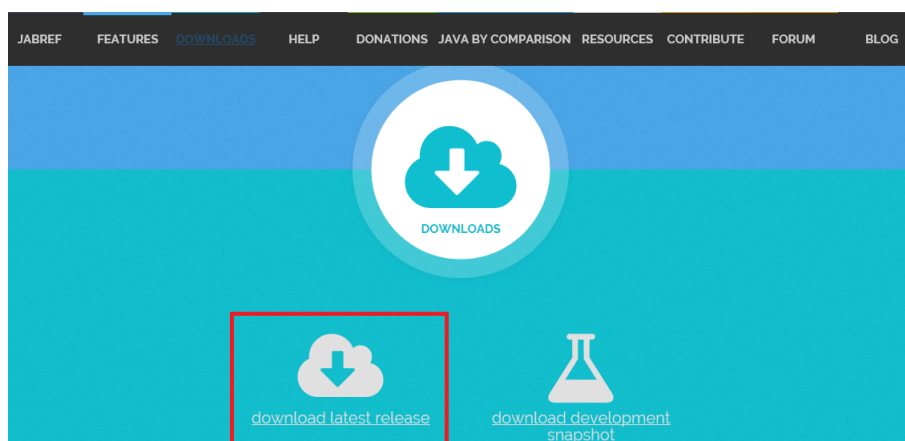 JABREF FEATURES DOWNLOADS HELP DONATIONS JAVA BY COMPARISON RESOURCES CONTRIBUTE FORUM BLOG
DOWNLOADS
download latest release
download development
snapshot